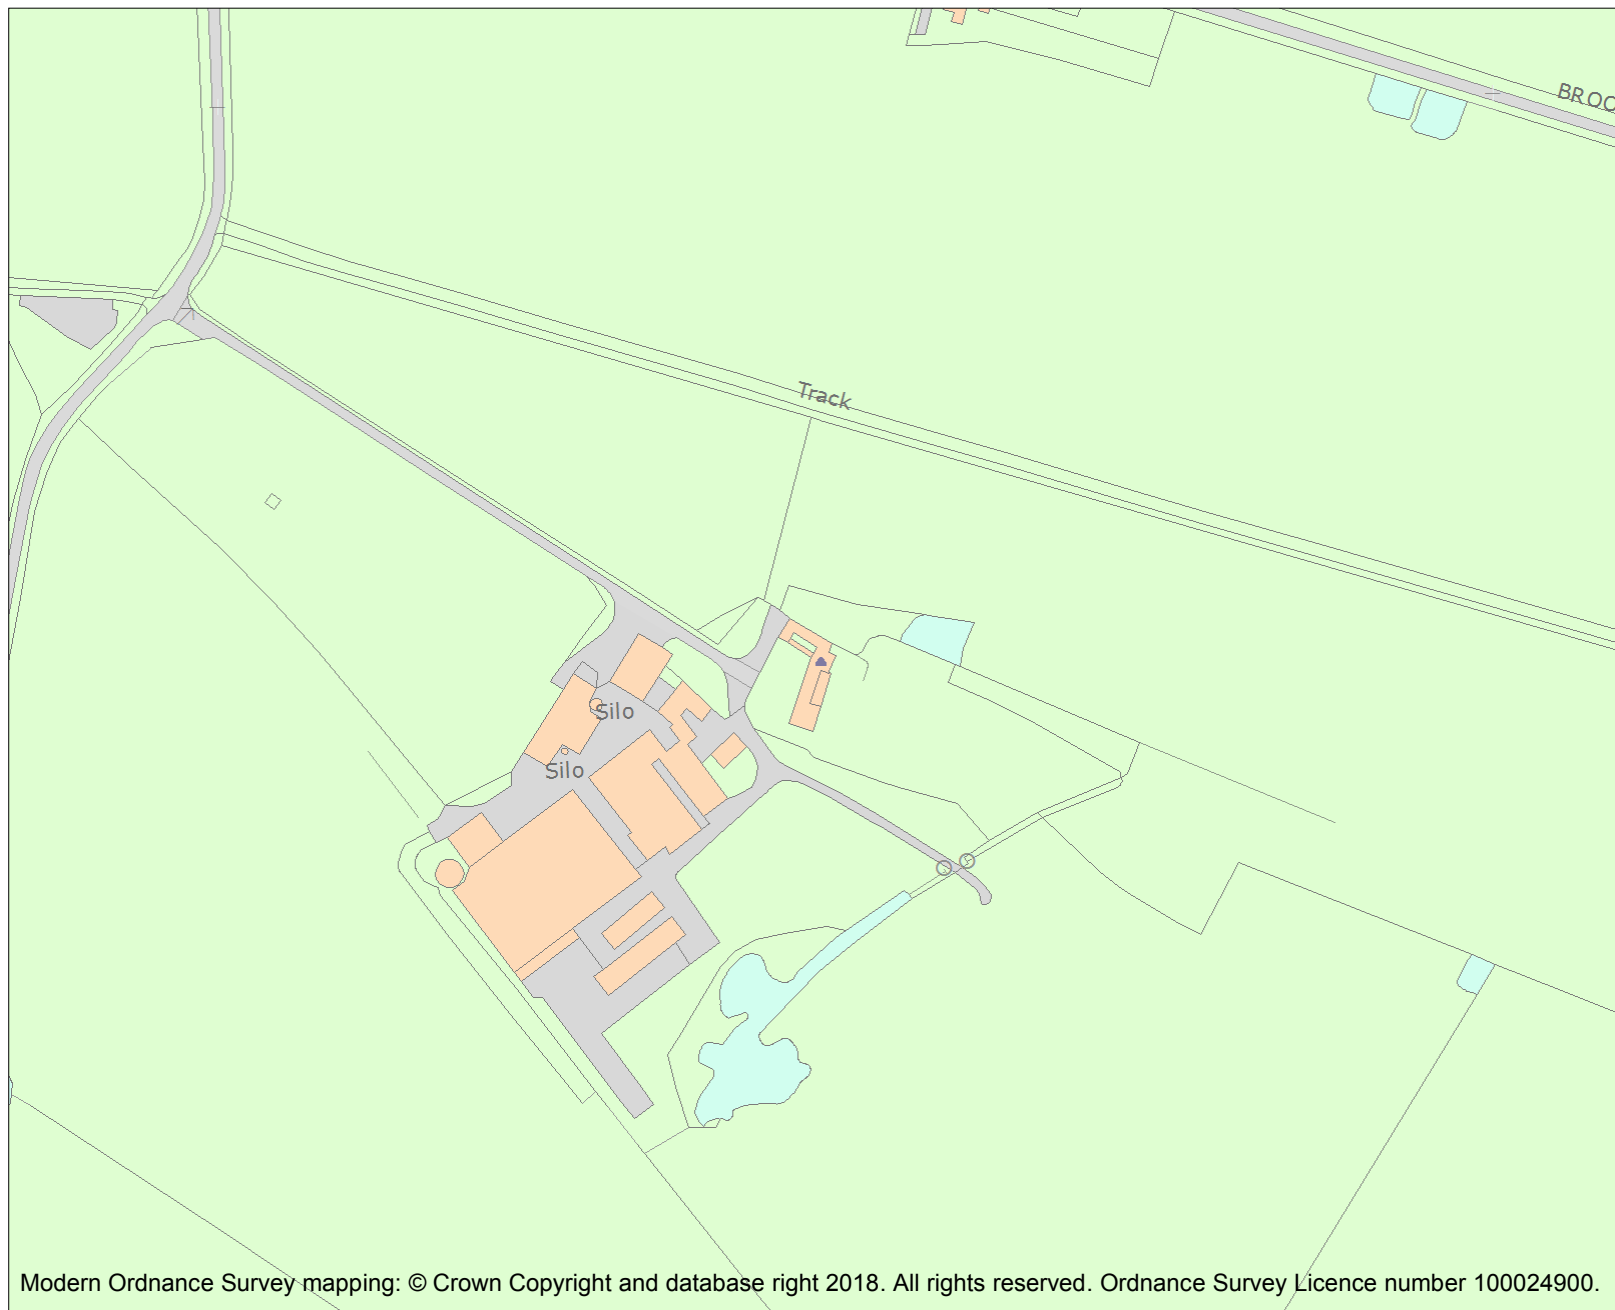 BROO
Track
Silo
Silo
Modern Ordnance Survey mapping: © Crown Copyright and database right 2018. All rights reserved. Ordnance Survey Licence number 100024900.